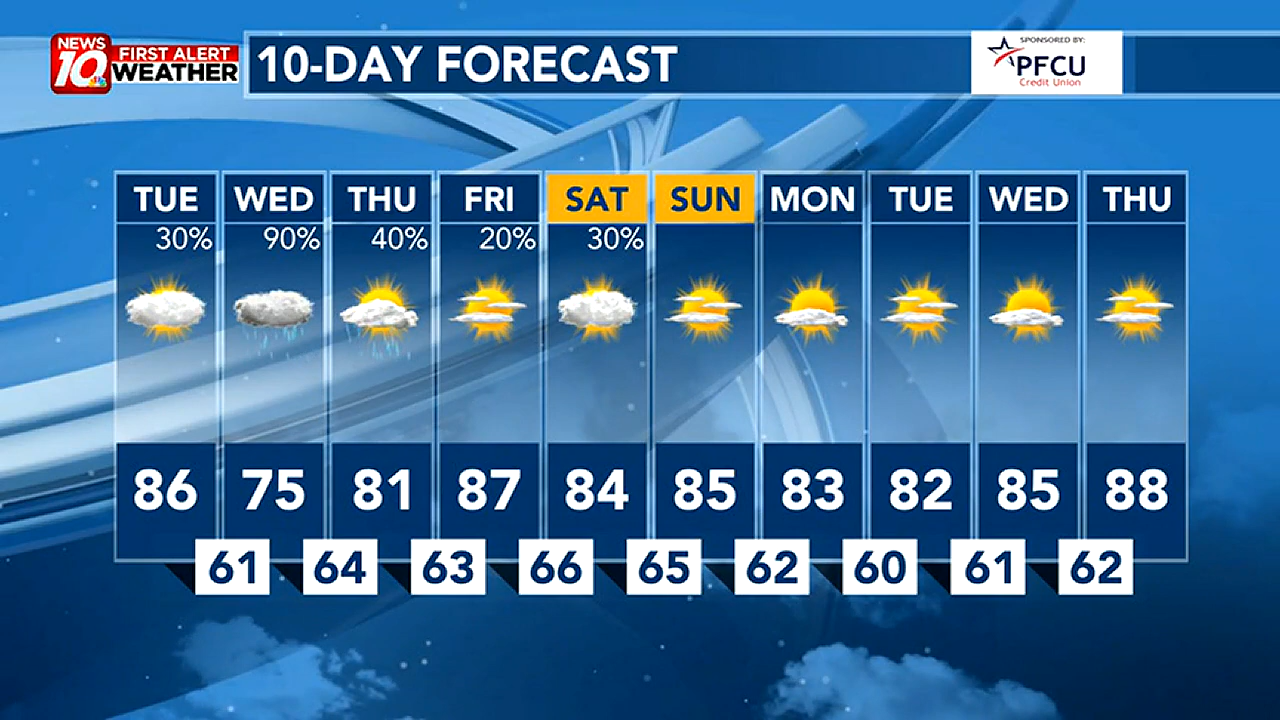 NEWS
10
FIRST ALERT
WEATHER
10-DAY FORECAST
SPONSORED BY:
PFCU
Credit Union
TUE WED THU FRI SAT SUN MON TUE WED THU
30% 90% 40% 20% 30%
86 75 81 87 84 85 83 82 85 88
61 64 63 66 65 62 60 61 62